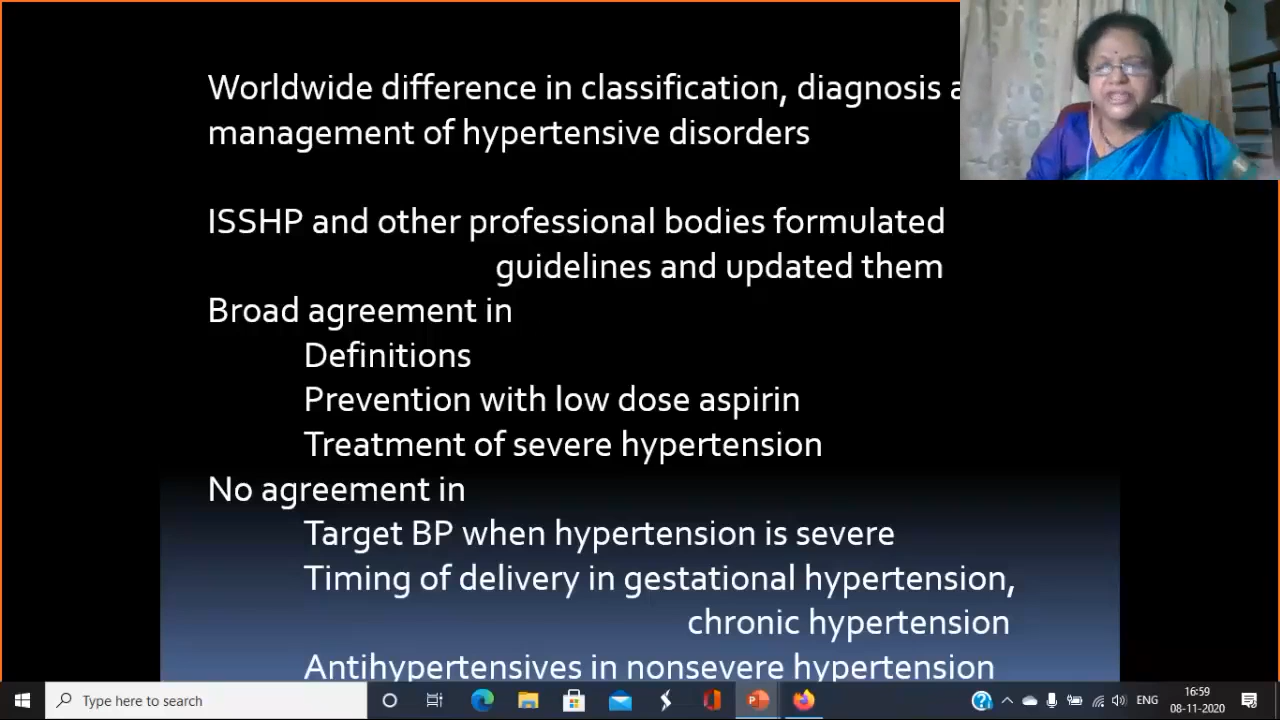 Worldwide difference in classification, diagnosis
management of hypertensive disorders
ISSHP and other professional bodies formulated
guidelines and updated them
Broad agreement in
Definitions
Prevention with low dose aspirin
Treatment of severe hypertension
No agreement in
Target BP when hypertension is severe
Timing of delivery in gestational hypertension,
chronic hypertension
Antihypertensives in nonsevere hypertension
Type here to search
ENG
16:59
08-11-2020